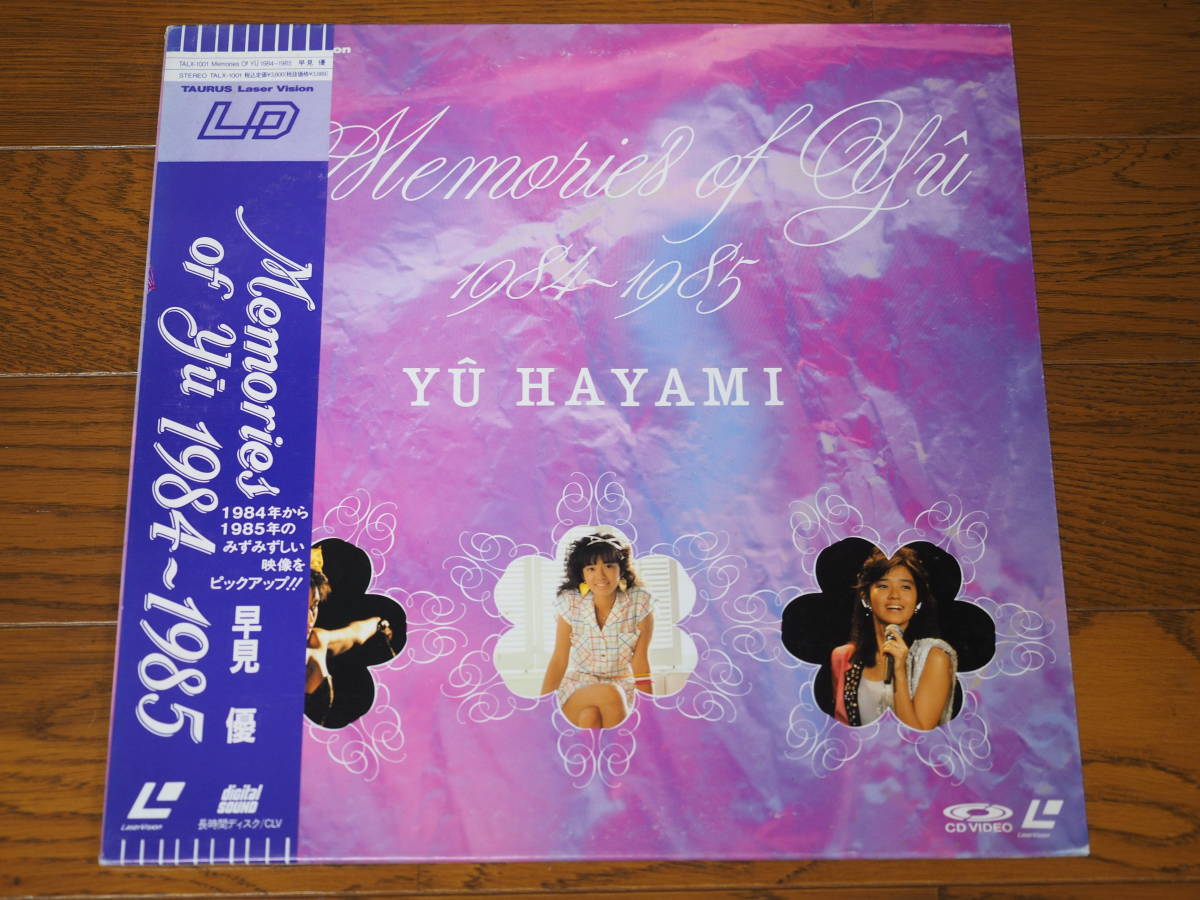 TALX-1001 Memories Of YÛ 1984~1985 早見 優
STEREO TALX-1001
TAURUS Laser Vision
LD
Memories
of Yû 1984~1985
1984年から
1985年の
みずみずしい
映像を
ピックアップ!!
早見 優
LaserVision
digital
SOUND
長時間ディスク/CLV
on
Memories of Yû
1984~1985
YÛ HAYAMI
CD VIDEO
LaserVision